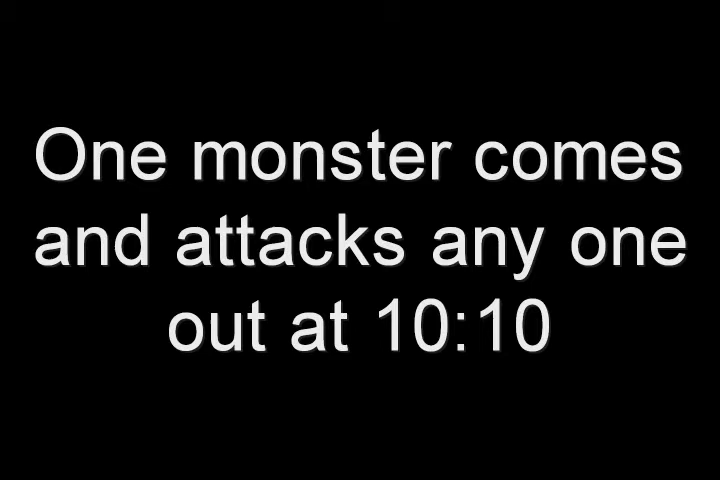 One monster comes
and attacks any one
out at 10:10